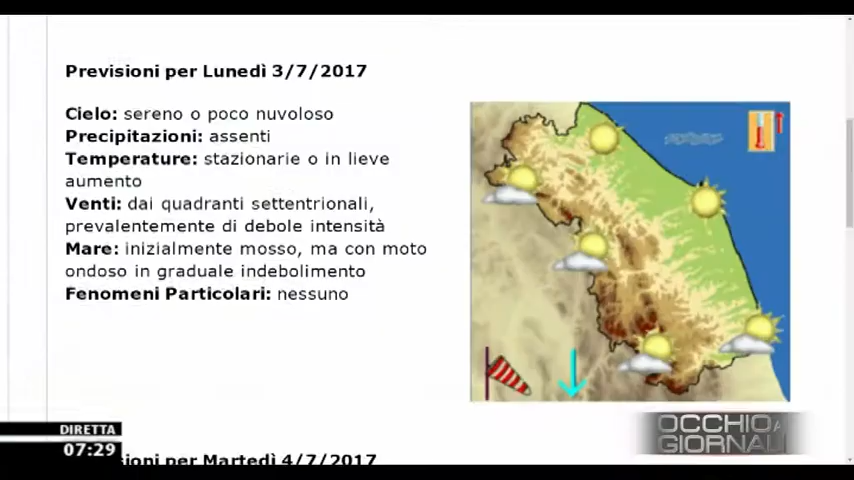 Previsioni per Lunedì 3/7/2017
Cielo: sereno o poco nuvoloso
Precipitazioni: assenti
Temperature: stazionarie o in lieve
aumento
Venti: dai quadranti settentrionali,
prevalentemente di debole intensità
Mare: inizialmente mosso, ma con moto
ondoso in graduale indebolimento
Fenomeni Particolari: nessuno
DIRETTA
07:29
OCCHIO AI
GIORNALI
sioni per Martedì 4/7/2017